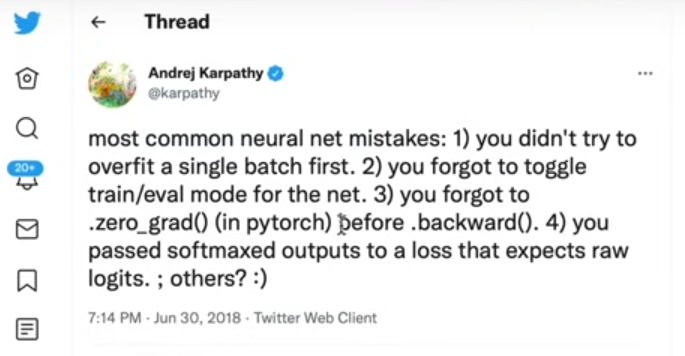 Thread
Andrej Karpathy
@karpathy
20+
most common neural net mistakes: 1) you didn't try to
overfit a single batch first. 2) you forgot to toggle
train/eval mode for the net. 3) you forgot to
.zero_grad() (in pytorch) before .backward(). 4) you
passed softmaxed outputs to a loss that expects raw
logits. ; others? :)
7:14 PM · Jun 30, 2018 · Twitter Web Client